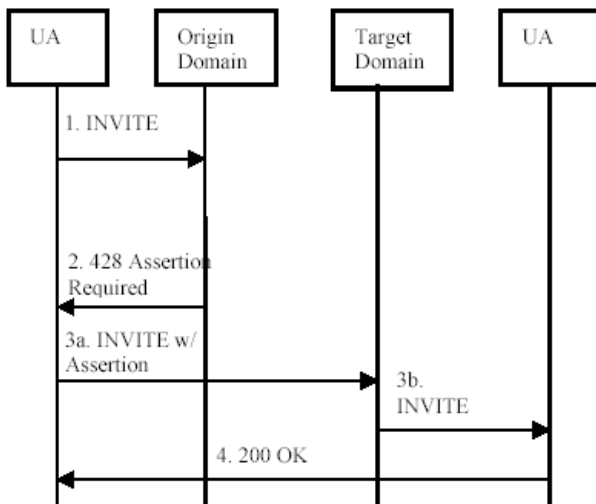 UA
Origin
Domain
Target
Domain
UA
1. INVITE
2. 428 Assertion
Required
3a. INVITE w/
Assertion
3b.
INVITE
4. 200 OK